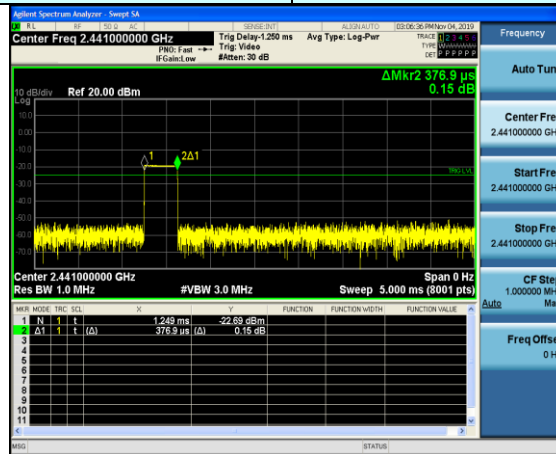 Agilent Spectrum Analyzer - Swept SA
RL RF 50 Ω AC SENSE:INT ALIGN AUTO 03:06:36 PM Nov 04, 2019
Center Freq 2.441000000 GHz
PNO: Fast
IFGain:Low
Trig Delay-1.250 ms
Trig: Video
#Atten: 30 dB
Avg Type: Log-Pwr
TRACE 1 2 3 4 5 6
TYPE
DET P P P P P P
ΔMkr2 376.9 μs
0.15 dB
10 dB/div Ref 20.00 dBm
Log
10.0
0.00
-10.0
-20.0
-30.0
-40.0
-50.0
-60.0
-70.0
1
2Δ1
TRIG LVL
Center 2.441000000 GHz
Span 0 Hz
Res BW 1.0 MHz
#VBW 3.0 MHz
Sweep 5.000 ms (8001 pts)
MKR MODE TRC SCL X Y FUNCTION FUNCTION WIDTH FUNCTION VALUE
1 N 1 t 1.249 ms -22.69 dBm
2 Δ1 1 t (Δ) 376.9 μs (Δ) 0.15 dB
3
4
5
6
7
8
9
10
11
MSG
STATUS
Frequency
Auto Tun
Center Fre
2.441000000 GH
Start Fre
2.441000000 GH
Stop Fre
2.441000000 GH
CF Ste
1.000000 MH
Auto Ma
Freq Offse
0 H